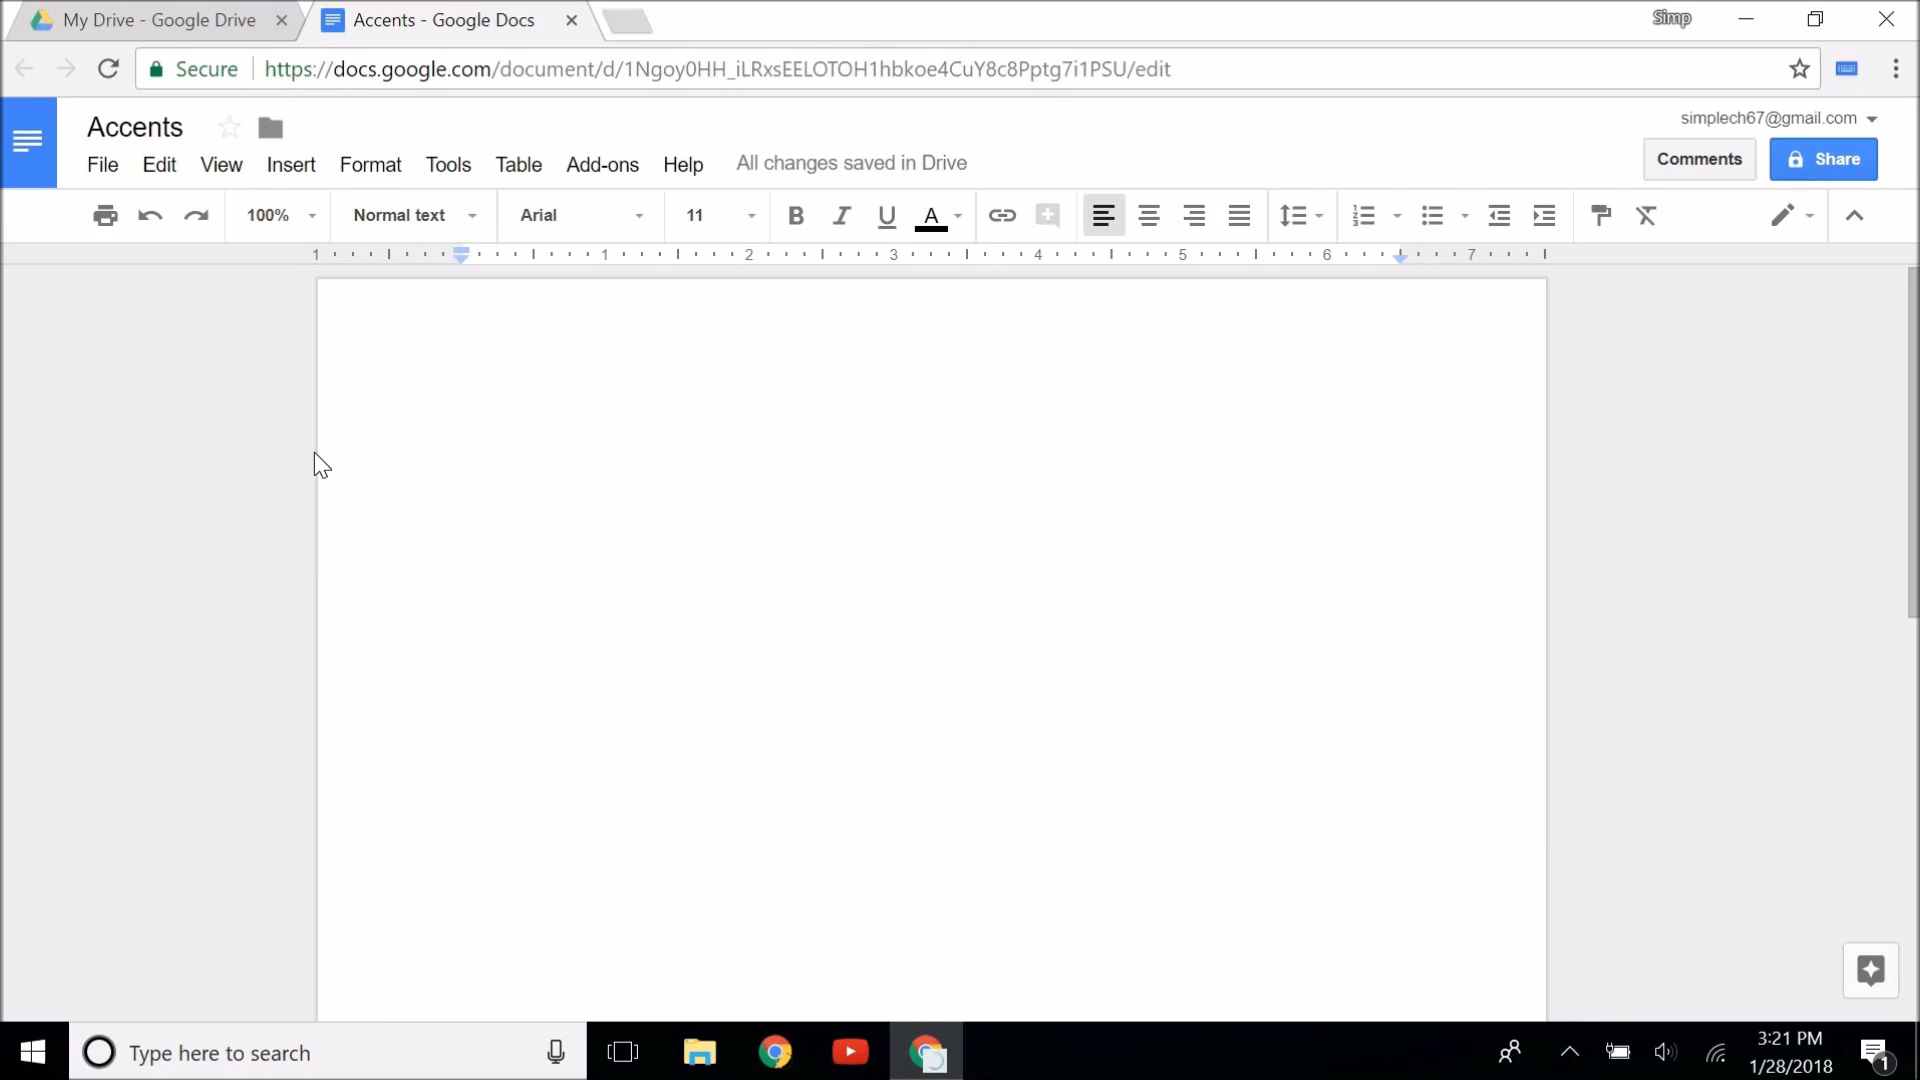 My Drive - Google Drive
Accents - Google Docs
Simp
Secure
https://docs.google.com/document/d/1Ngoy0HH_iLRxsEELOTOH1hbkoe4CuY8c8Pptg7i1PSU/edit
Accents
simplech67@gmail.com
File Edit View Insert Format Tools Table Add-ons Help All changes saved in Drive
Comments
Share
100% Normal text Arial 11 B I U A
1 1 2 3 4 5 6 7
Type here to search
3:21 PM
1/28/2018
1